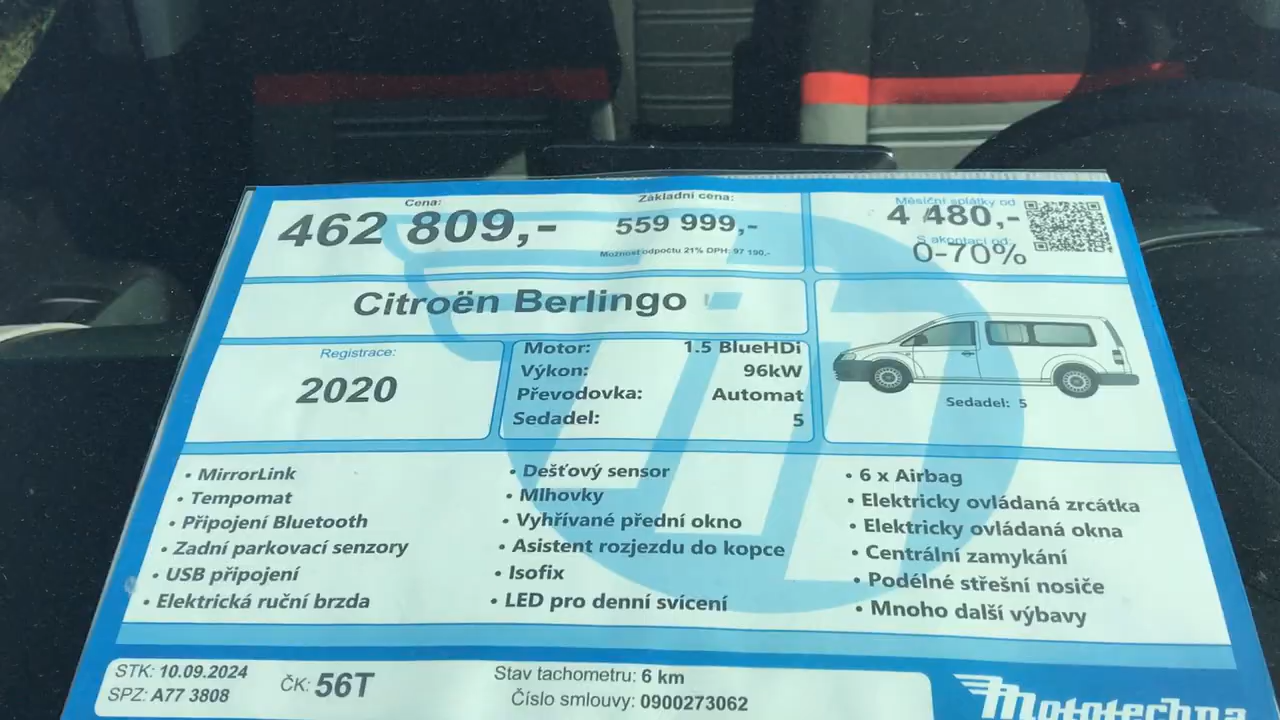 Cena:
462 809,-
Základní cena:
559 999,-
Možnost odpočtu 21% DPH: 97 190,-
Měsíční splátky od
4 480,-
S akontací od:
0-70%
Citroën Berlingo
Registrace:
2020
Motor: 1.5 BlueHDi
Výkon: 96kW
Převodovka: Automat
Sedadel: 5
Sedadel: 5
• MirrorLink
• Tempomat
• Připojení Bluetooth
• Zadní parkovací senzory
• USB připojení
• Elektrická ruční brzda
• Dešťový sensor
• Mlhovky
• Vyhřívané přední okno
• Asistent rozjezdu do kopce
• Isofix
• LED pro denní svícení
• 6 x Airbag
• Elektricky ovládaná zrcátka
• Elektricky ovládaná okna
• Centrální zamykání
• Podélné střešní nosiče
• Mnoho další výbavy
STK: 10.09.2024
SPZ: A77 3808
ČK: 56T
Stav tachometru: 6 km
Číslo smlouvy: 0900273062
Mototechna